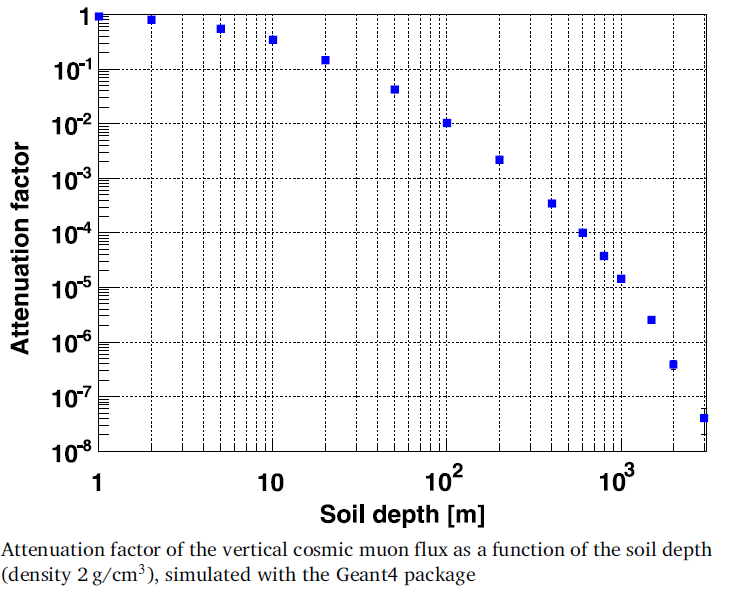 1
10⁻¹
10⁻²
10⁻³
10⁻⁴
10⁻⁵
10⁻⁶
10⁻⁷
10⁻⁸
Attenuation factor
1 10 10² 10³
Soil depth [m]
Attenuation factor of the vertical cosmic muon flux as a function of the soil depth
(density 2 g/cm³), simulated with the Geant4 package